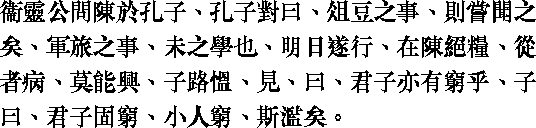 衞靈公問陳於孔子、孔子對曰、俎豆之事、則嘗聞之
矣、軍旅之事、未之學也、明日遂行、在陳絕糧、從
者病、莫能興、子路慍、見、曰、君子亦有窮乎、子
曰、君子固窮、小人窮、斯濫矣。